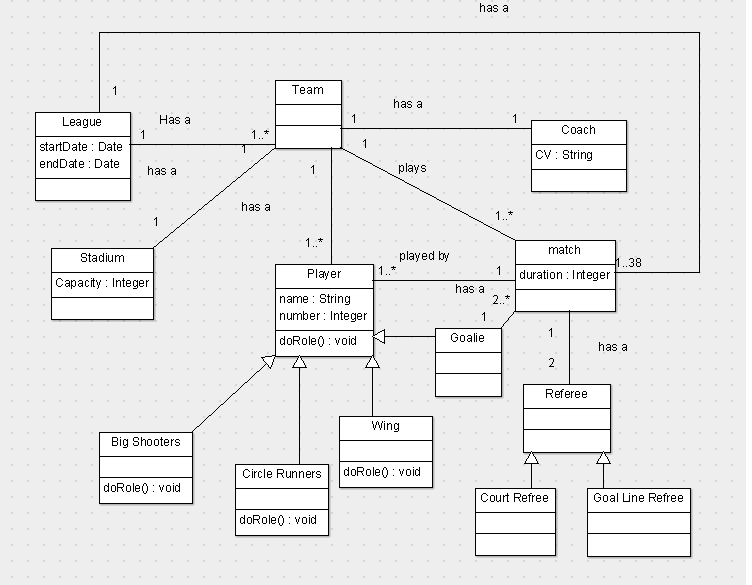 has a
Team
1
has a
1
1
League
startDate : Date
endDate : Date
1
Has a
1..*
1
Coach
CV : String
has a
1
1
plays
1..*
has a
1
1
1..*
Stadium
Capacity : Integer
Player
name : String
number : Integer
doRole() : void
played by
1..*
1
match
duration : Integer
1..38
has a
2..*
1
Goalie
1
2
has a
Referee
Big Shooters
doRole() : void
Circle Runners
doRole() : void
Wing
doRole() : void
Court Refree
Goal Line Refree